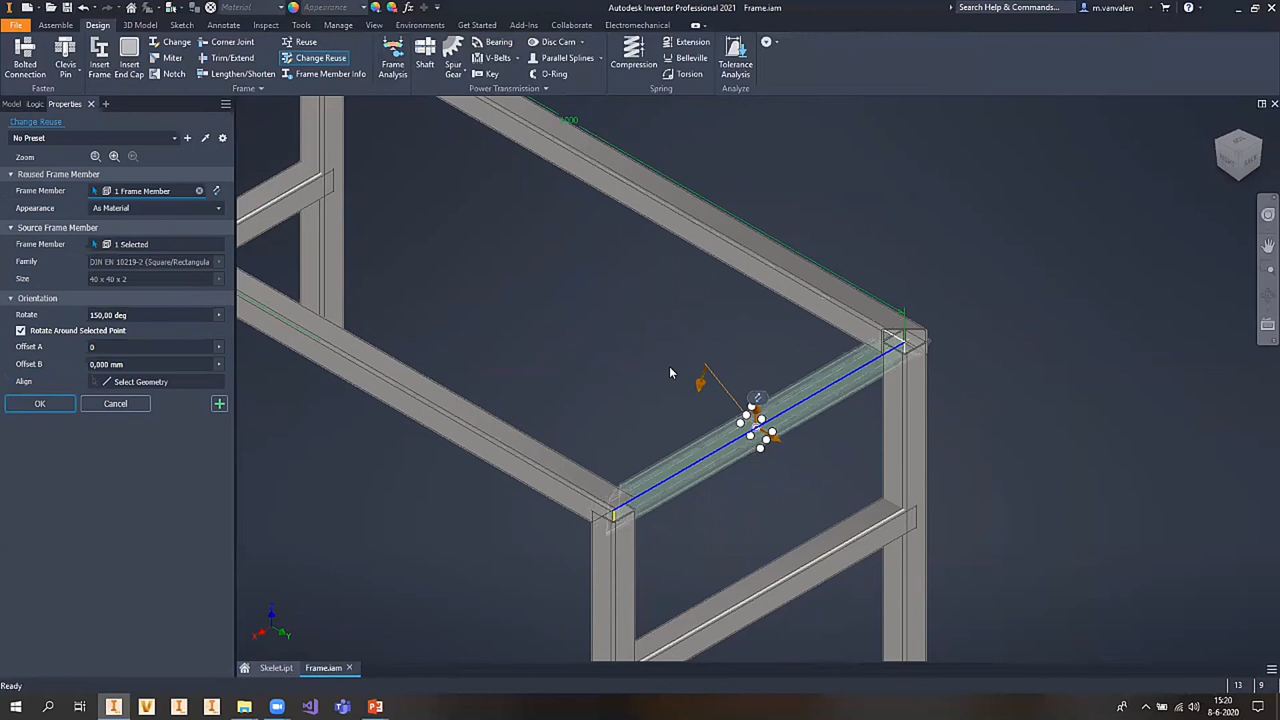 Material
Appearance
Autodesk Inventor Professional 2021 Frame.iam
Search Help & Commands...
m.vanvalen
File Assemble Design 3D Model Sketch Annotate Inspect Tools Manage View Environments Get Started Add-Ins Collaborate Electromechanical
Bolted Connection
Clevis Pin
Insert Frame
Insert End Cap
Change
Miter
Notch
Corner Joint
Trim/Extend
Lengthen/Shorten
Reuse
Change Reuse
Frame Member Info
Frame Analysis
Shaft
Spur Gear
Bearing
V-Belts
Key
Disc Cam
Parallel Splines
O-Ring
Compression
Extension
Belleville
Torsion
Tolerance Analysis
Fasten Frame Power Transmission Spring Analyze
Model iLogic Properties
Change Reuse
No Preset
Zoom
Reused Frame Member
Frame Member 1 Frame Member
Appearance As Material
Source Frame Member
Frame Member 1 Selected
Family DIN EN 10219-2 (Square/Rectangula
Size 40 x 40 x 2
Orientation
Rotate 150,00 deg
Rotate Around Selected Point
Offset A 0
Offset B 0,000 mm
Align Select Geometry
OK Cancel
Skelet.ipt Frame.iam
Ready
13 9
15:20
8-6-2020